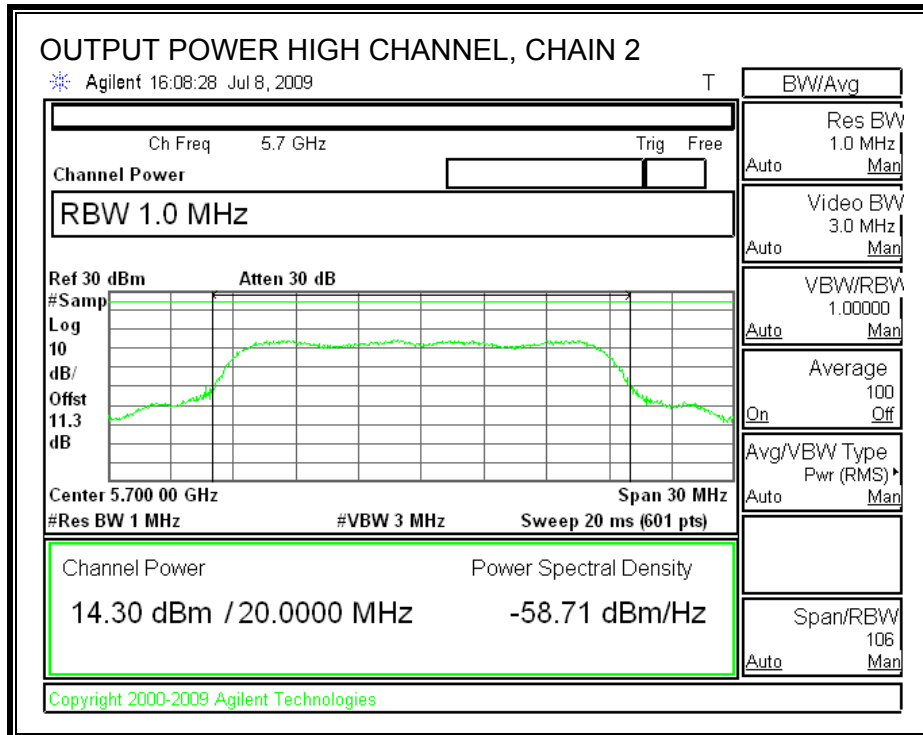 OUTPUT POWER HIGH CHANNEL, CHAIN 2
Agilent 16:08:28 Jul 8, 2009 T
BW/Avg
Ch Freq 5.7 GHz Trig Free
Channel Power
RBW 1.0 MHz
Ref 30 dBm Atten 30 dB
#Samp
Log
10
dB/
Offst
11.3
dB
Center 5.700 00 GHz Span 30 MHz
#Res BW 1 MHz #VBW 3 MHz Sweep 20 ms (601 pts)
Channel Power Power Spectral Density
14.30 dBm / 20.0000 MHz -58.71 dBm/Hz
Res BW
1.0 MHz
Auto Man
Video BW
3.0 MHz
Auto Man
VBW/RBW
1.00000
Auto Man
Average
100
On Off
Avg/VBW Type
Pwr (RMS)
Auto Man
Span/RBW
106
Auto Man
Copyright 2000-2009 Agilent Technologies